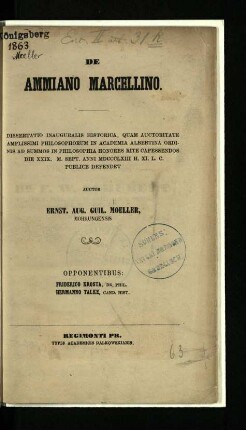 Königsberg
1863
Moeller
DE
AMMIANO MARCELLINO.
DISSERTATIO INAUGURALIS HISTORICA, QUAM AUCTORITATE
AMPLISSIMI PHILOSOPHORUM IN ACADEMIA ALBERTINA ORDI-
NIS AD SUMMOS IN PHILOSOPHIA HONORES RITE CAPESSENDOS
DIE XXIX. M. SEPT. ANNI MDCCCLXIII H. XI. L. C.
PUBLICE DEFENDET
AUCTOR
ERNST. AUG. GUIL. MOELLER,
MOHRUNGENSIS
OPPONENTIBUS:
FRIDERICO KROSTA, DR. PHIL.
HERMANNO TALKE, CAND. HIST.
REGIMONTI PR.
TYPIS ACADEMICIS DALKOWSKIANIS.
63